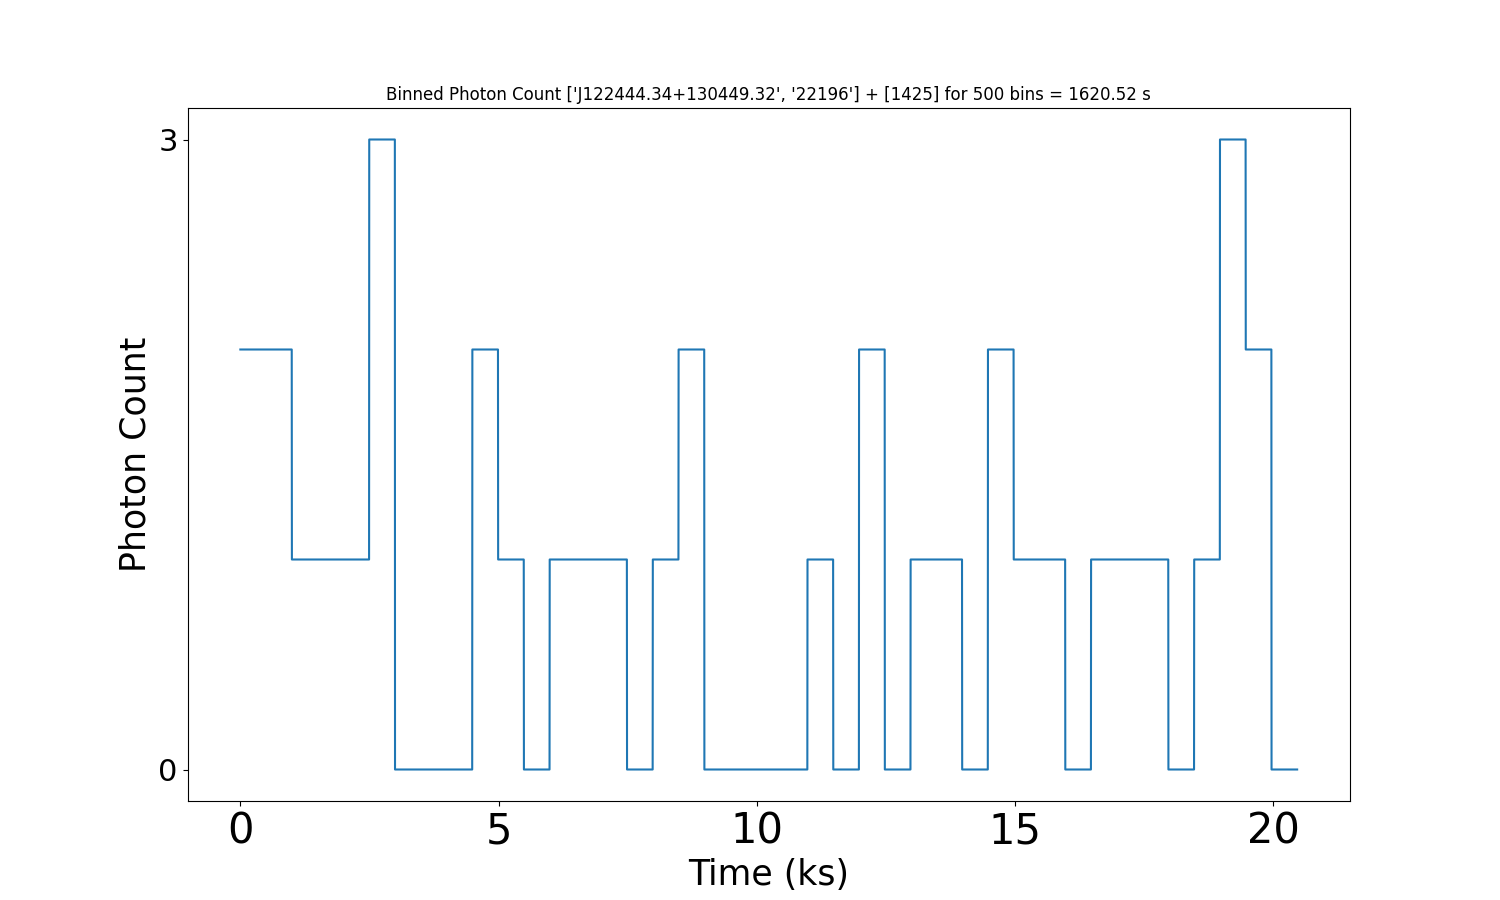 Binned Photon Count ['J122444.34+130449.32', '22196'] + [1425] for 500 bins = 1620.52 s
3
Photon Count
0
0 5 10 15 20
Time (ks)